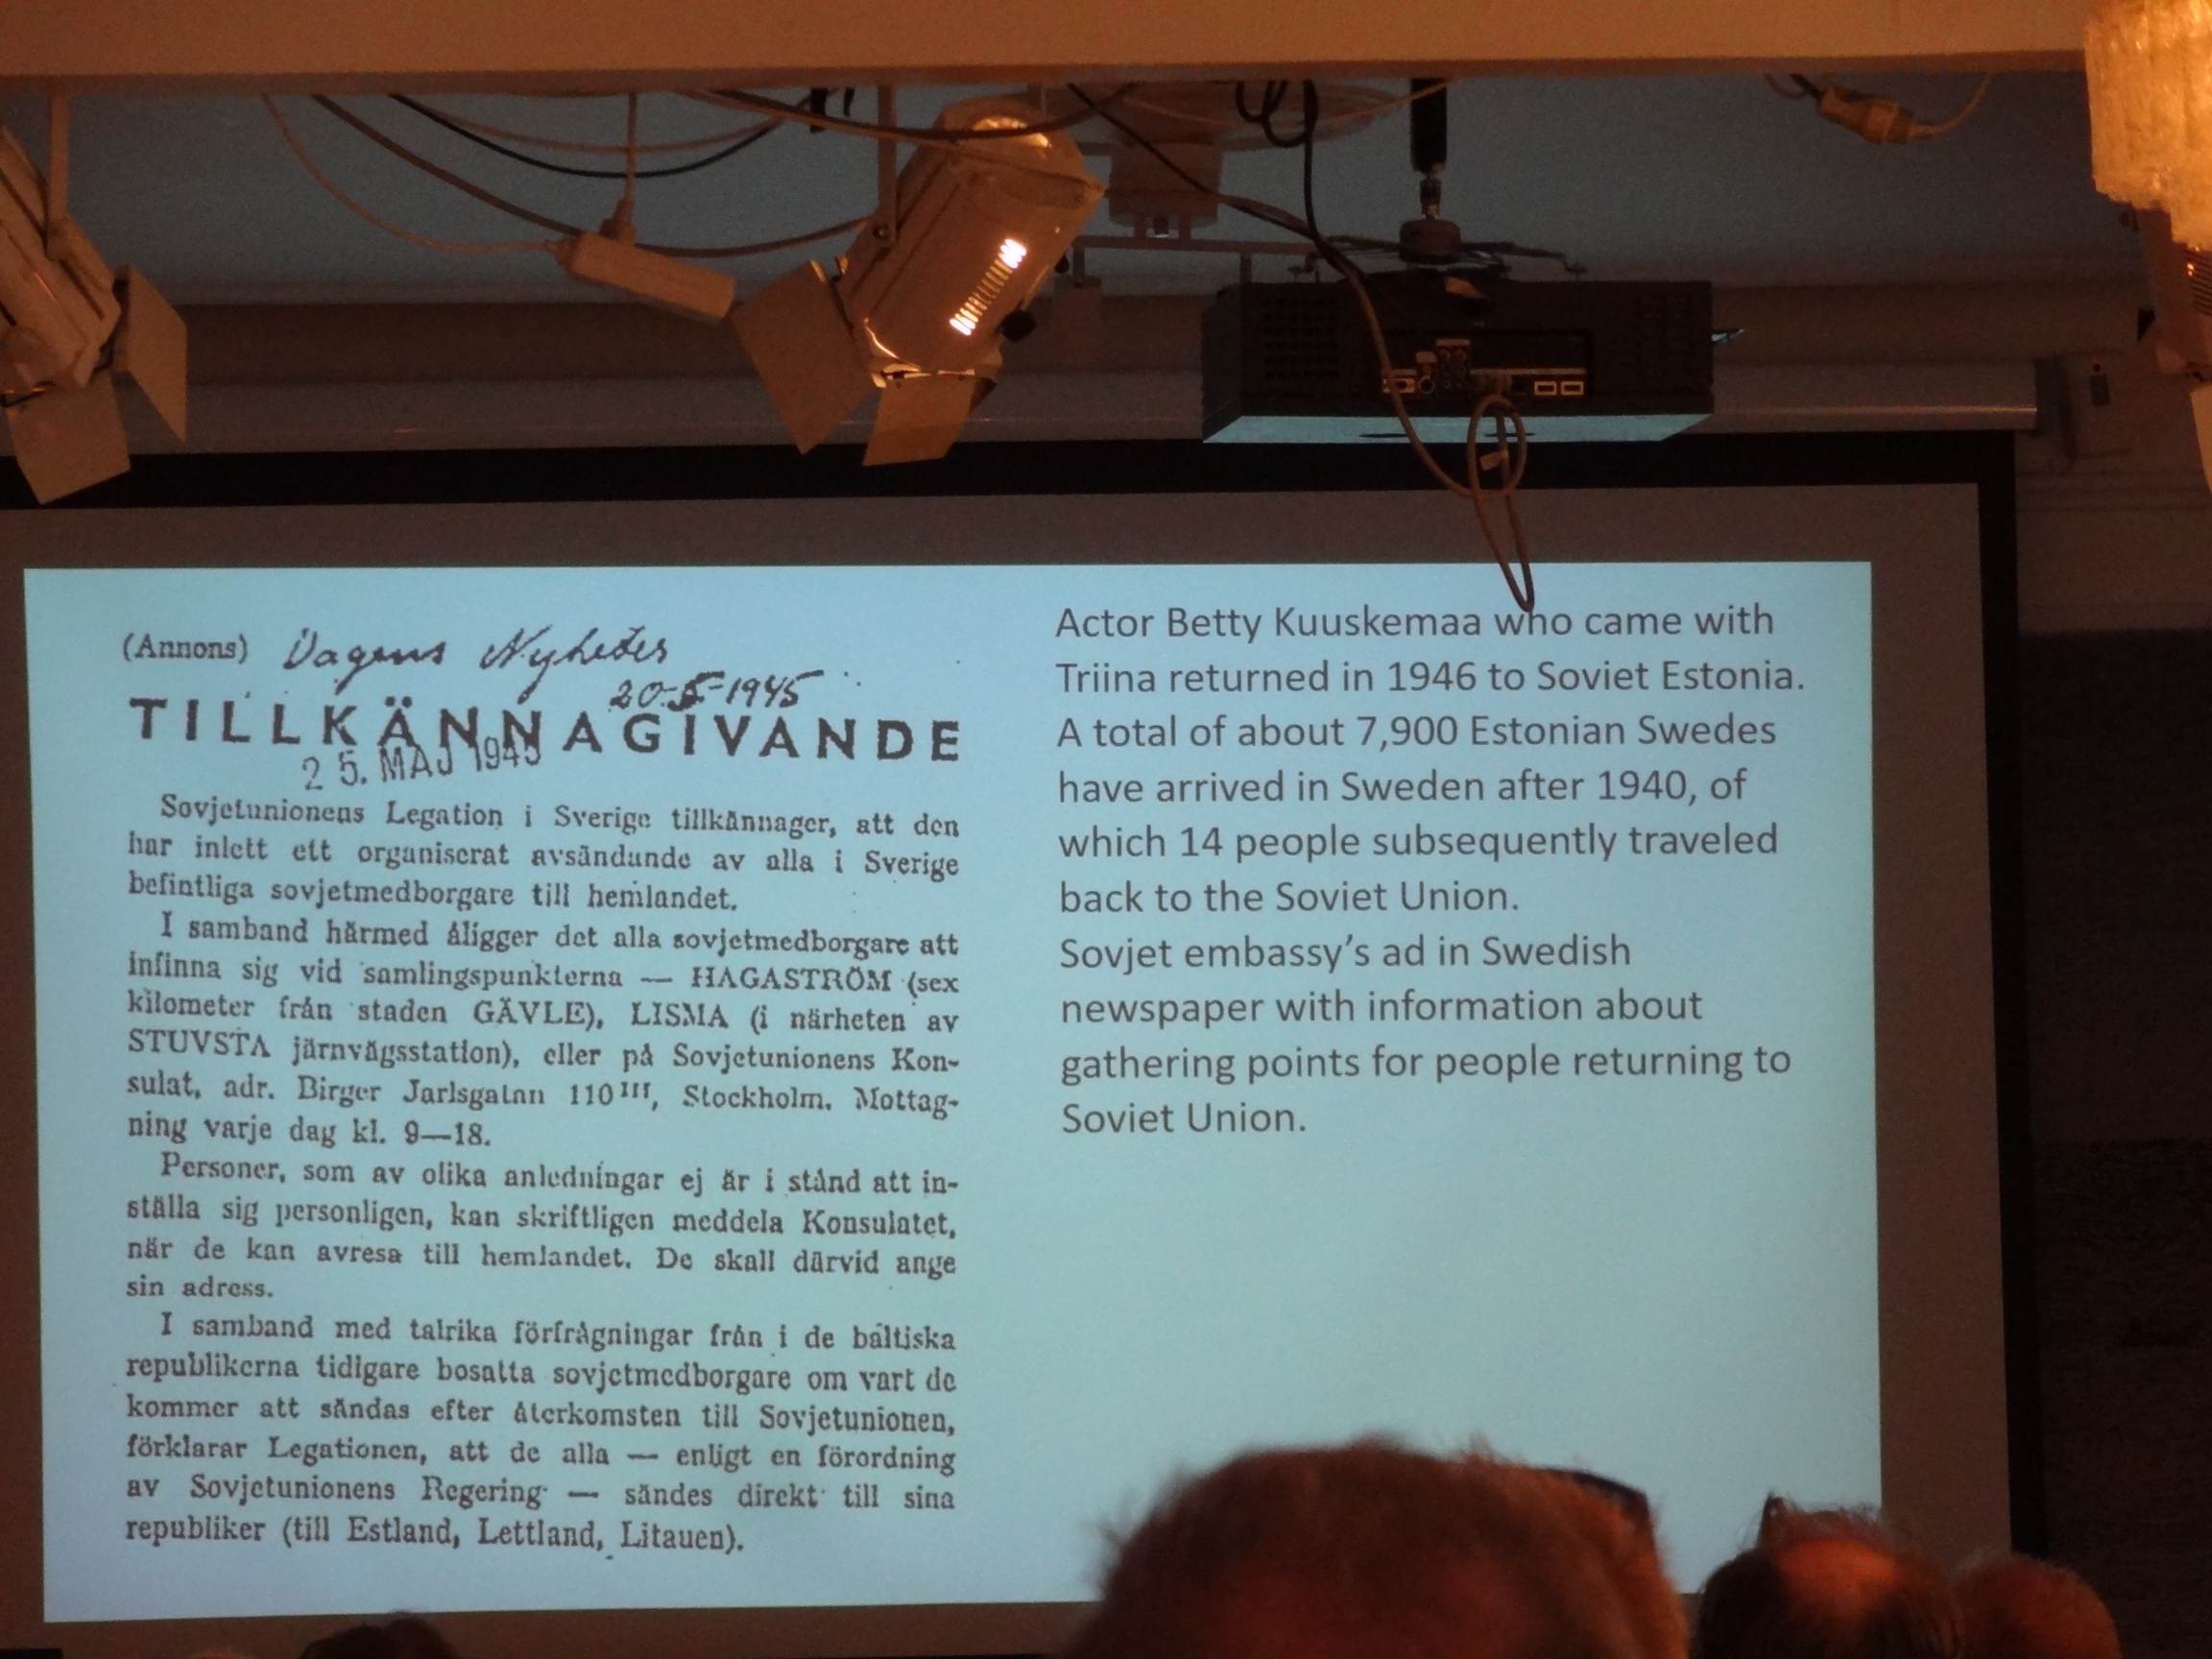 (Annons) Dagens Nyheter
20-5-1945
TILLKÄNNAGIVANDE
25. MAJ 1945
Sovjetunionens Legation i Sverige tillkännager, att den
har inlett ett organiserat avsändande av alla i Sverige
befintliga sovjetmedborgare till hemlandet.
I samband härmed åligger det alla sovjetmedborgare att
infinna sig vid samlingspunkterna — HAGASTRÖM (sex
kilometer från staden GÄVLE), LISMA (i närheten av
STUVSTA järnvägsstation), eller på Sovjetunionens Kon-
sulat, adr. Birger Jarlsgatan 110 III, Stockholm. Mottag-
ning varje dag kl. 9—18.
Personer, som av olika anledningar ej är i stånd att in-
ställa sig personligen, kan skriftligen meddela Konsulatet,
när de kan avresa till hemlandet. De skall därvid ange
sin adress.
I samband med talrika förfrågningar från i de baltiska
republikerna tidigare bosatta sovjetmedborgare om vart de
kommer att sändas efter återkomsten till Sovjetunionen,
förklarar Legationen, att de alla — enligt en förordning
av Sovjetunionens Regering — sändes direkt till sina
republiker (till Estland, Lettland, Litauen).
Actor Betty Kuuskemaa who came with
Triina returned in 1946 to Soviet Estonia.
A total of about 7,900 Estonian Swedes
have arrived in Sweden after 1940, of
which 14 people subsequently traveled
back to the Soviet Union.
Sovjet embassy’s ad in Swedish
newspaper with information about
gathering points for people returning to
Soviet Union.